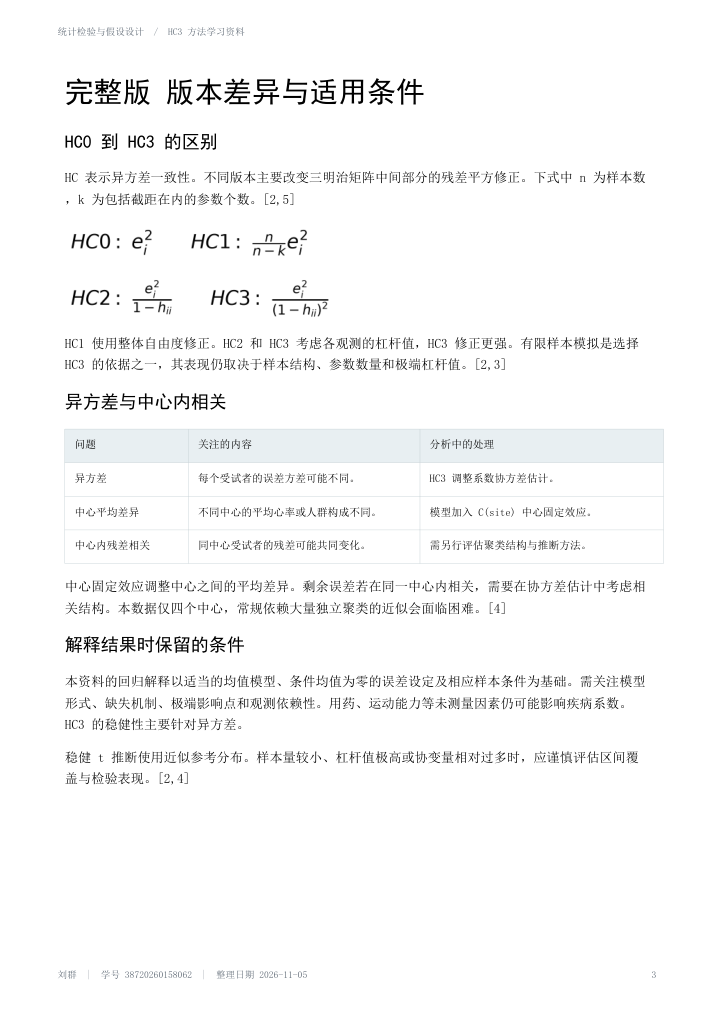 统计检验与假设设计 / HC3 方法学习资料
完整版 版本差异与适用条件
HC0 到 HC3 的区别
HC 表示异方差一致性。不同版本主要改变三明治矩阵中间部分的残差平方修正。下式中 n 为样本数
，k 为包括截距在内的参数个数。[2,5]
HC0: e_i^2 HC1: \frac{n}{n-k}e_i^2
HC2: \frac{e_i^2}{1-h_{ii}} HC3: \frac{e_i^2}{(1-h_{ii})^2}
HC1 使用整体自由度修正。HC2 和 HC3 考虑各观测的杠杆值，HC3 修正更强。有限样本模拟是选择
HC3 的依据之一，其表现仍取决于样本结构、参数数量和极端杠杆值。[2,3]
异方差与中心内相关
问题 关注的内容 分析中的处理
异方差 每个受试者的误差方差可能不同。 HC3 调整系数协方差估计。
中心平均差异 不同中心的平均心率或人群构成不同。 模型加入 C(site) 中心固定效应。
中心内残差相关 同中心受试者的残差可能共同变化。 需另行评估聚类结构与推断方法。
中心固定效应调整中心之间的平均差异。剩余误差若在同一中心内相关，需要在协方差估计中考虑相
关结构。本数据仅四个中心，常规依赖大量独立聚类的近似会面临困难。[4]
解释结果时保留的条件
本资料的回归解释以适当的均值模型、条件均值为零的误差设定及相应样本条件为基础。需关注模型
形式、缺失机制、极端影响点和观测依赖性。用药、运动能力等未测量因素仍可能影响疾病系数。
HC3 的稳健性主要针对异方差。
稳健 t 推断使用近似参考分布。样本量较小、杠杆值极高或协变量相对过多时，应谨慎评估区间覆
盖与检验表现。[2,4]
刘群 | 学号 38720260158062 | 整理日期 2026-11-05 3